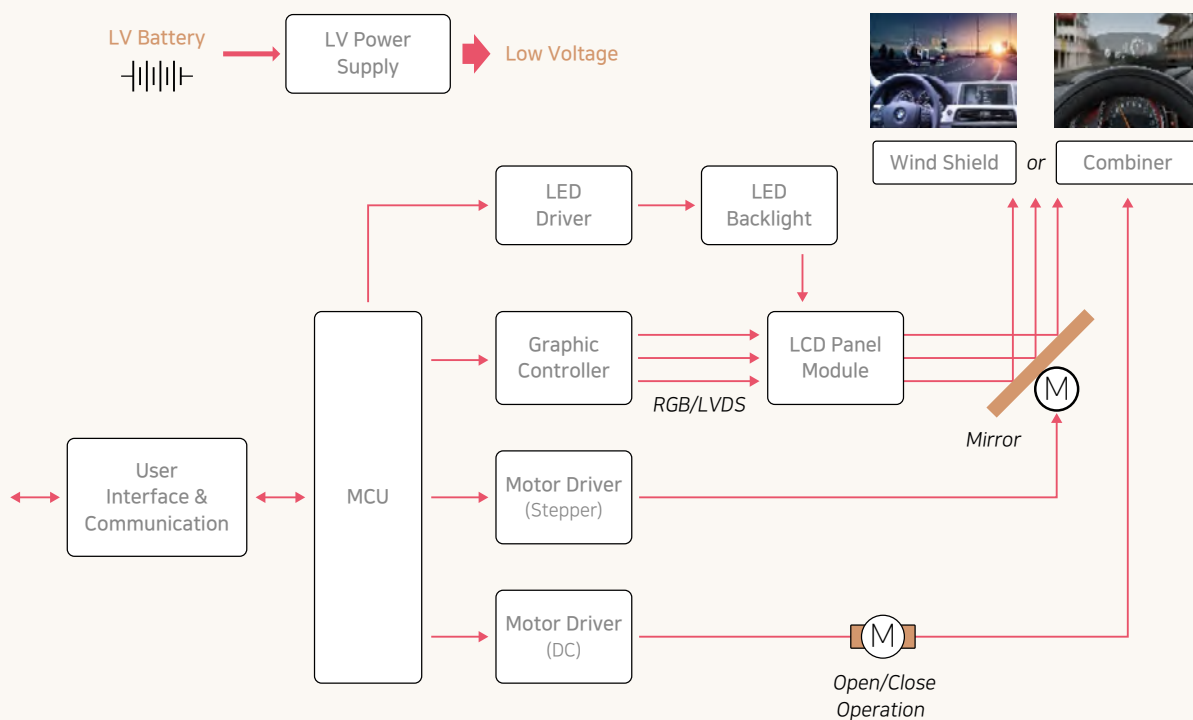 LV Battery
LV Power
Supply
Low Voltage
Wind Shield
or
Combiner
LED
Driver
LED
Backlight
Graphic
Controller
RGB/LVDS
LCD Panel
Module
M
Mirror
User
Interface &
Communication
MCU
Motor Driver
(Stepper)
Motor Driver
(DC)
M
Open/Close
Operation